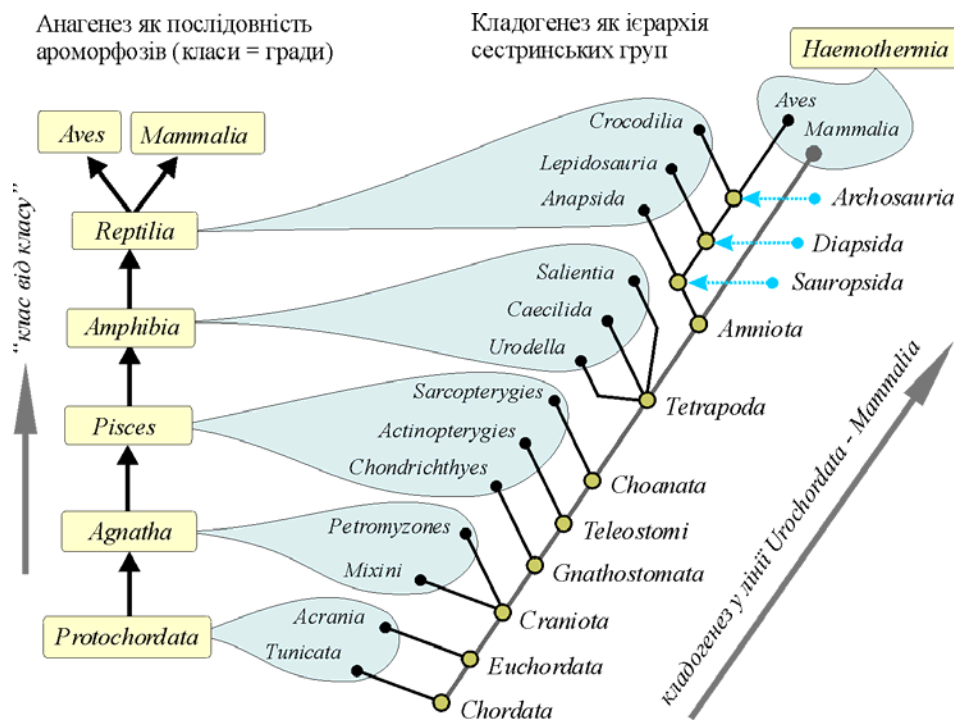 Анагенез як послідовність
ароморфозів (класи = гради)
Кладогенез як ієрархія
сестринських груп
Haemothermia
Aves
Mammalia
Reptilia
Amphibia
Pisces
Agnatha
Protochordata
“клас від класу”
Aves
Mammalia
Crocodilia
Lepidosauria
Anapsida
Archosauria
Diapsida
Sauropsida
Amniota
Salientia
Caecilida
Urodella
Tetrapoda
Sarcopterygies
Actinopterygies
Chondrichthyes
Choanata
Teleostomi
Gnathostomata
Petromyzones
Mixini
Craniota
Acrania
Tunicata
Euchordata
Chordata
кладогенез у лінії Urochordata - Mammalia